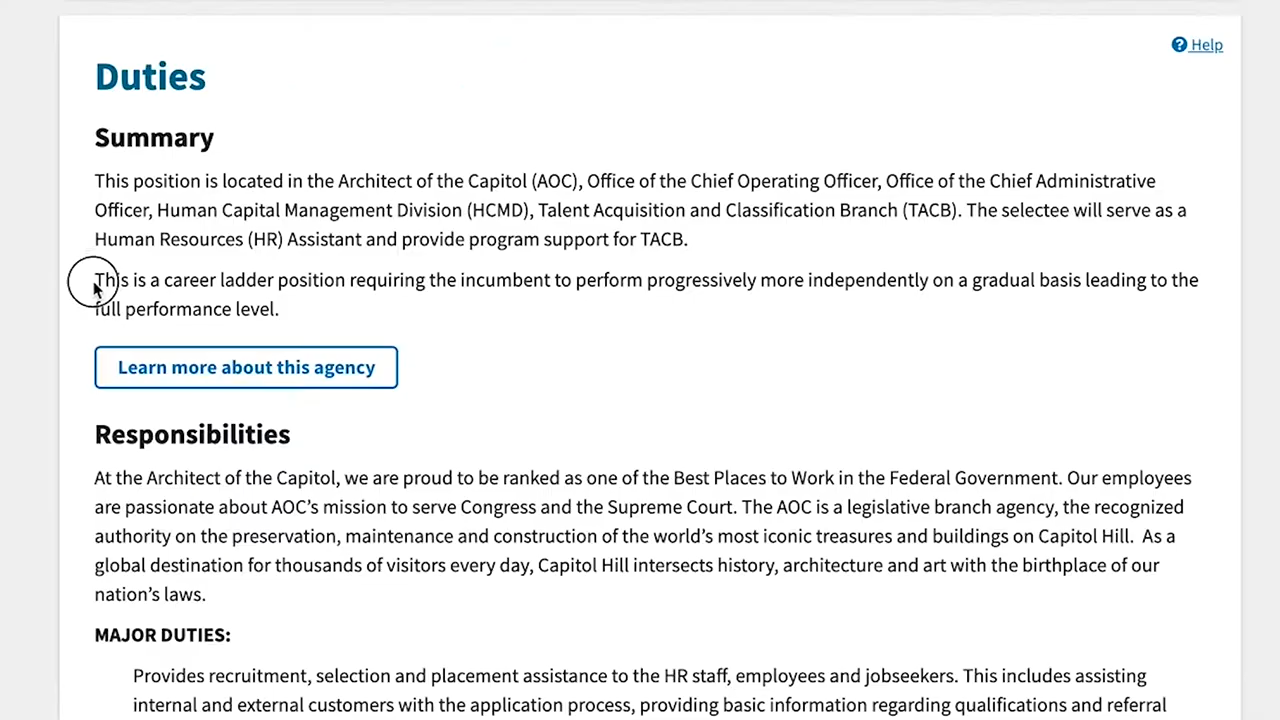 Help
Duties
Summary
This position is located in the Architect of the Capitol (AOC), Office of the Chief Operating Officer, Office of the Chief Administrative
Officer, Human Capital Management Division (HCMD), Talent Acquisition and Classification Branch (TACB). The selectee will serve as a
Human Resources (HR) Assistant and provide program support for TACB.
This is a career ladder position requiring the incumbent to perform progressively more independently on a gradual basis leading to the
full performance level.
Learn more about this agency
Responsibilities
At the Architect of the Capitol, we are proud to be ranked as one of the Best Places to Work in the Federal Government. Our employees
are passionate about AOC’s mission to serve Congress and the Supreme Court. The AOC is a legislative branch agency, the recognized
authority on the preservation, maintenance and construction of the world’s most iconic treasures and buildings on Capitol Hill.  As a
global destination for thousands of visitors every day, Capitol Hill intersects history, architecture and art with the birthplace of our
nation’s laws.
MAJOR DUTIES:
Provides recruitment, selection and placement assistance to the HR staff, employees and jobseekers. This includes assisting
internal and external customers with the application process, providing basic information regarding qualifications and referral